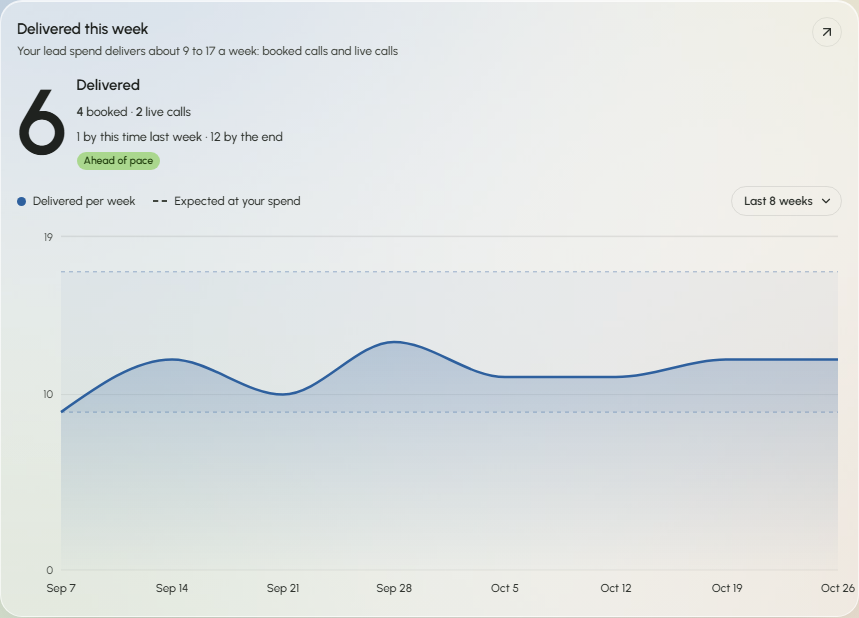 Delivered this week
Your lead spend delivers about 9 to 17 a week: booked calls and live calls
6
Delivered
4 booked · 2 live calls
1 by this time last week · 12 by the end
Ahead of pace
Delivered per week
Expected at your spend
Last 8 weeks
19
10
0
Sep 7
Sep 14
Sep 21
Sep 28
Oct 5
Oct 12
Oct 19
Oct 26